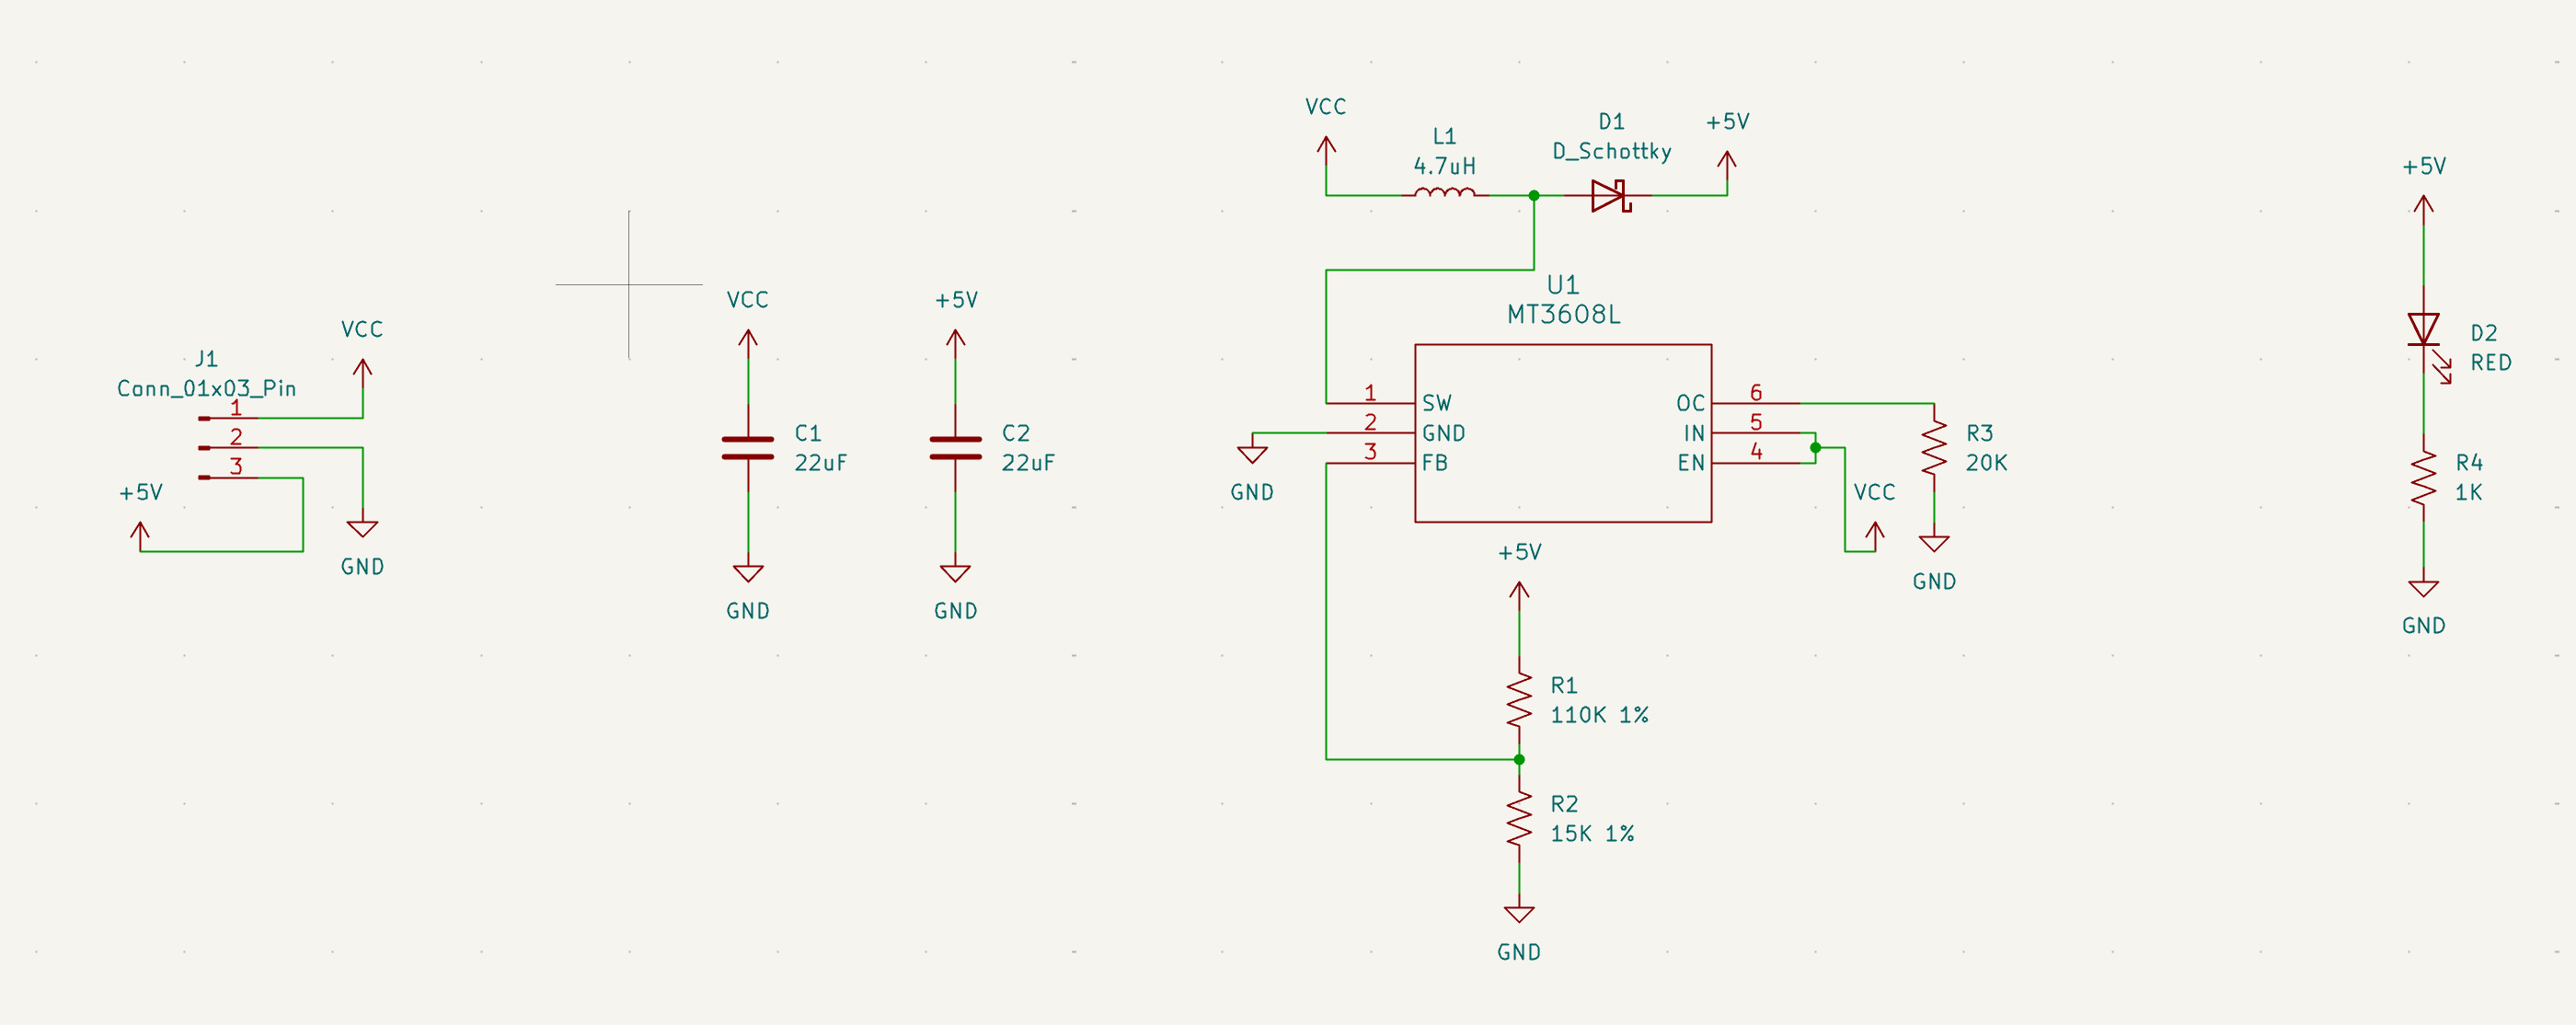 J1
Conn_01x03_Pin
1
2
3
VCC
+5V
GND
VCC
C1
22uF
GND
+5V
C2
22uF
GND
VCC
L1
4.7uH
D1
D_Schottky
+5V
U1
MT3608L
1
SW
2
GND
3
FB
OC
6
IN
5
EN
4
GND
R3
20K
VCC
GND
+5V
R1
110K 1%
R2
15K 1%
GND
+5V
D2
RED
R4
1K
GND